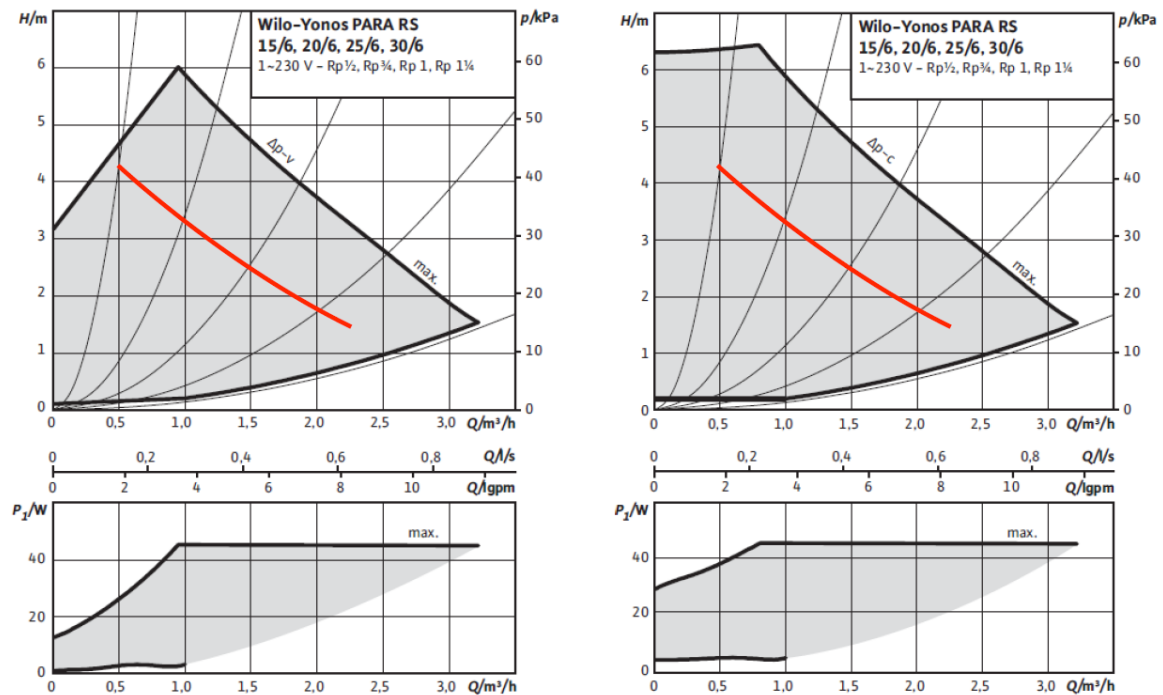 H/m
p/kPa
Wilo-Yonos PARA RS
15/6, 20/6, 25/6, 30/6
1~230 V – Rp½, Rp¾, Rp 1, Rp 1¼
6
5
4
3
2
1
0
60
50
40
30
20
10
0
Δp-v
max.
0 0,5 1,0 1,5 2,0 2,5 3,0 Q/m³/h
0 0,2 0,4 0,6 0,8 Q/l/s
0 2 4 6 8 10 Q/lgpm
P₁/W
max.
40
20
0
0 0,5 1,0 1,5 2,0 2,5 3,0 Q/m³/h
H/m
p/kPa
Wilo-Yonos PARA RS
15/6, 20/6, 25/6, 30/6
1~230 V – Rp½, Rp¾, Rp 1, Rp 1¼
6
5
4
3
2
1
0
60
50
40
30
20
10
0
Δp-c
max.
0 0,5 1,0 1,5 2,0 2,5 3,0 Q/m³/h
0 0,2 0,4 0,6 0,8 Q/l/s
0 2 4 6 8 10 Q/lgpm
P₁/W
max.
40
20
0
0 0,5 1,0 1,5 2,0 2,5 3,0 Q/m³/h